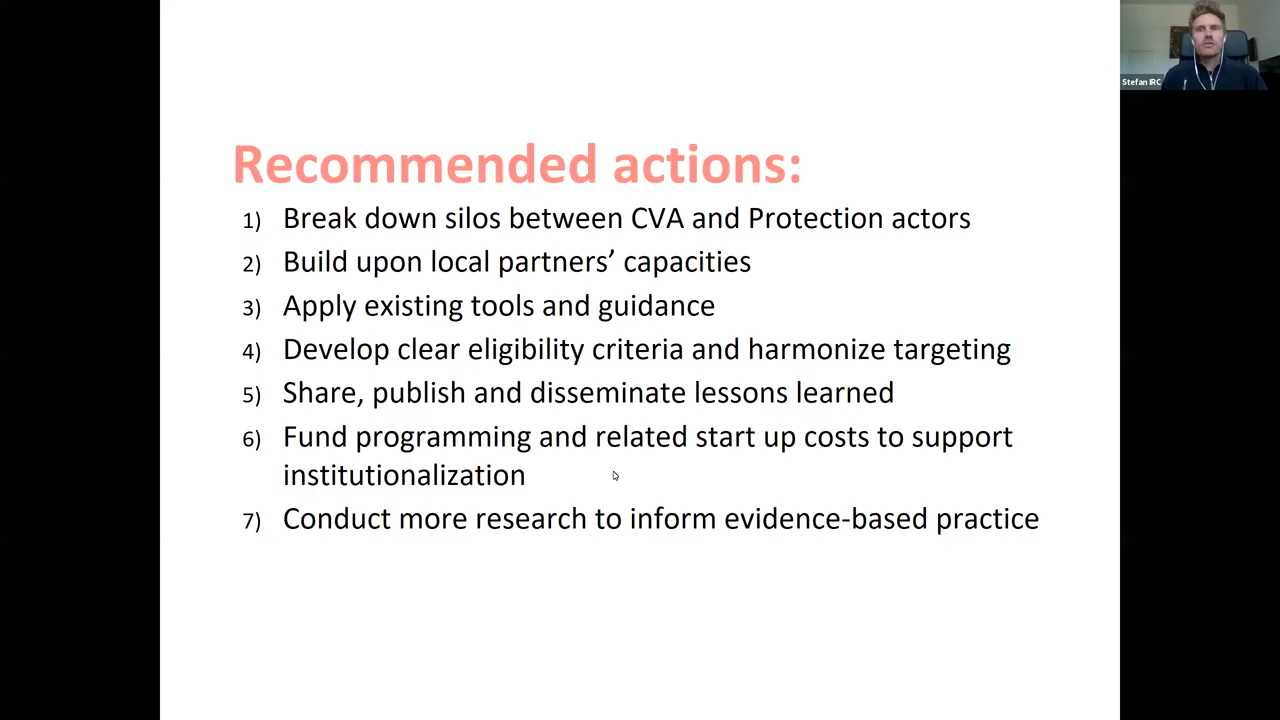 Recommended actions:
1) Break down silos between CVA and Protection actors
2) Build upon local partners’ capacities
3) Apply existing tools and guidance
4) Develop clear eligibility criteria and harmonize targeting
5) Share, publish and disseminate lessons learned
6) Fund programming and related start up costs to support
institutionalization
7) Conduct more research to inform evidence-based practice
Stefan IRC